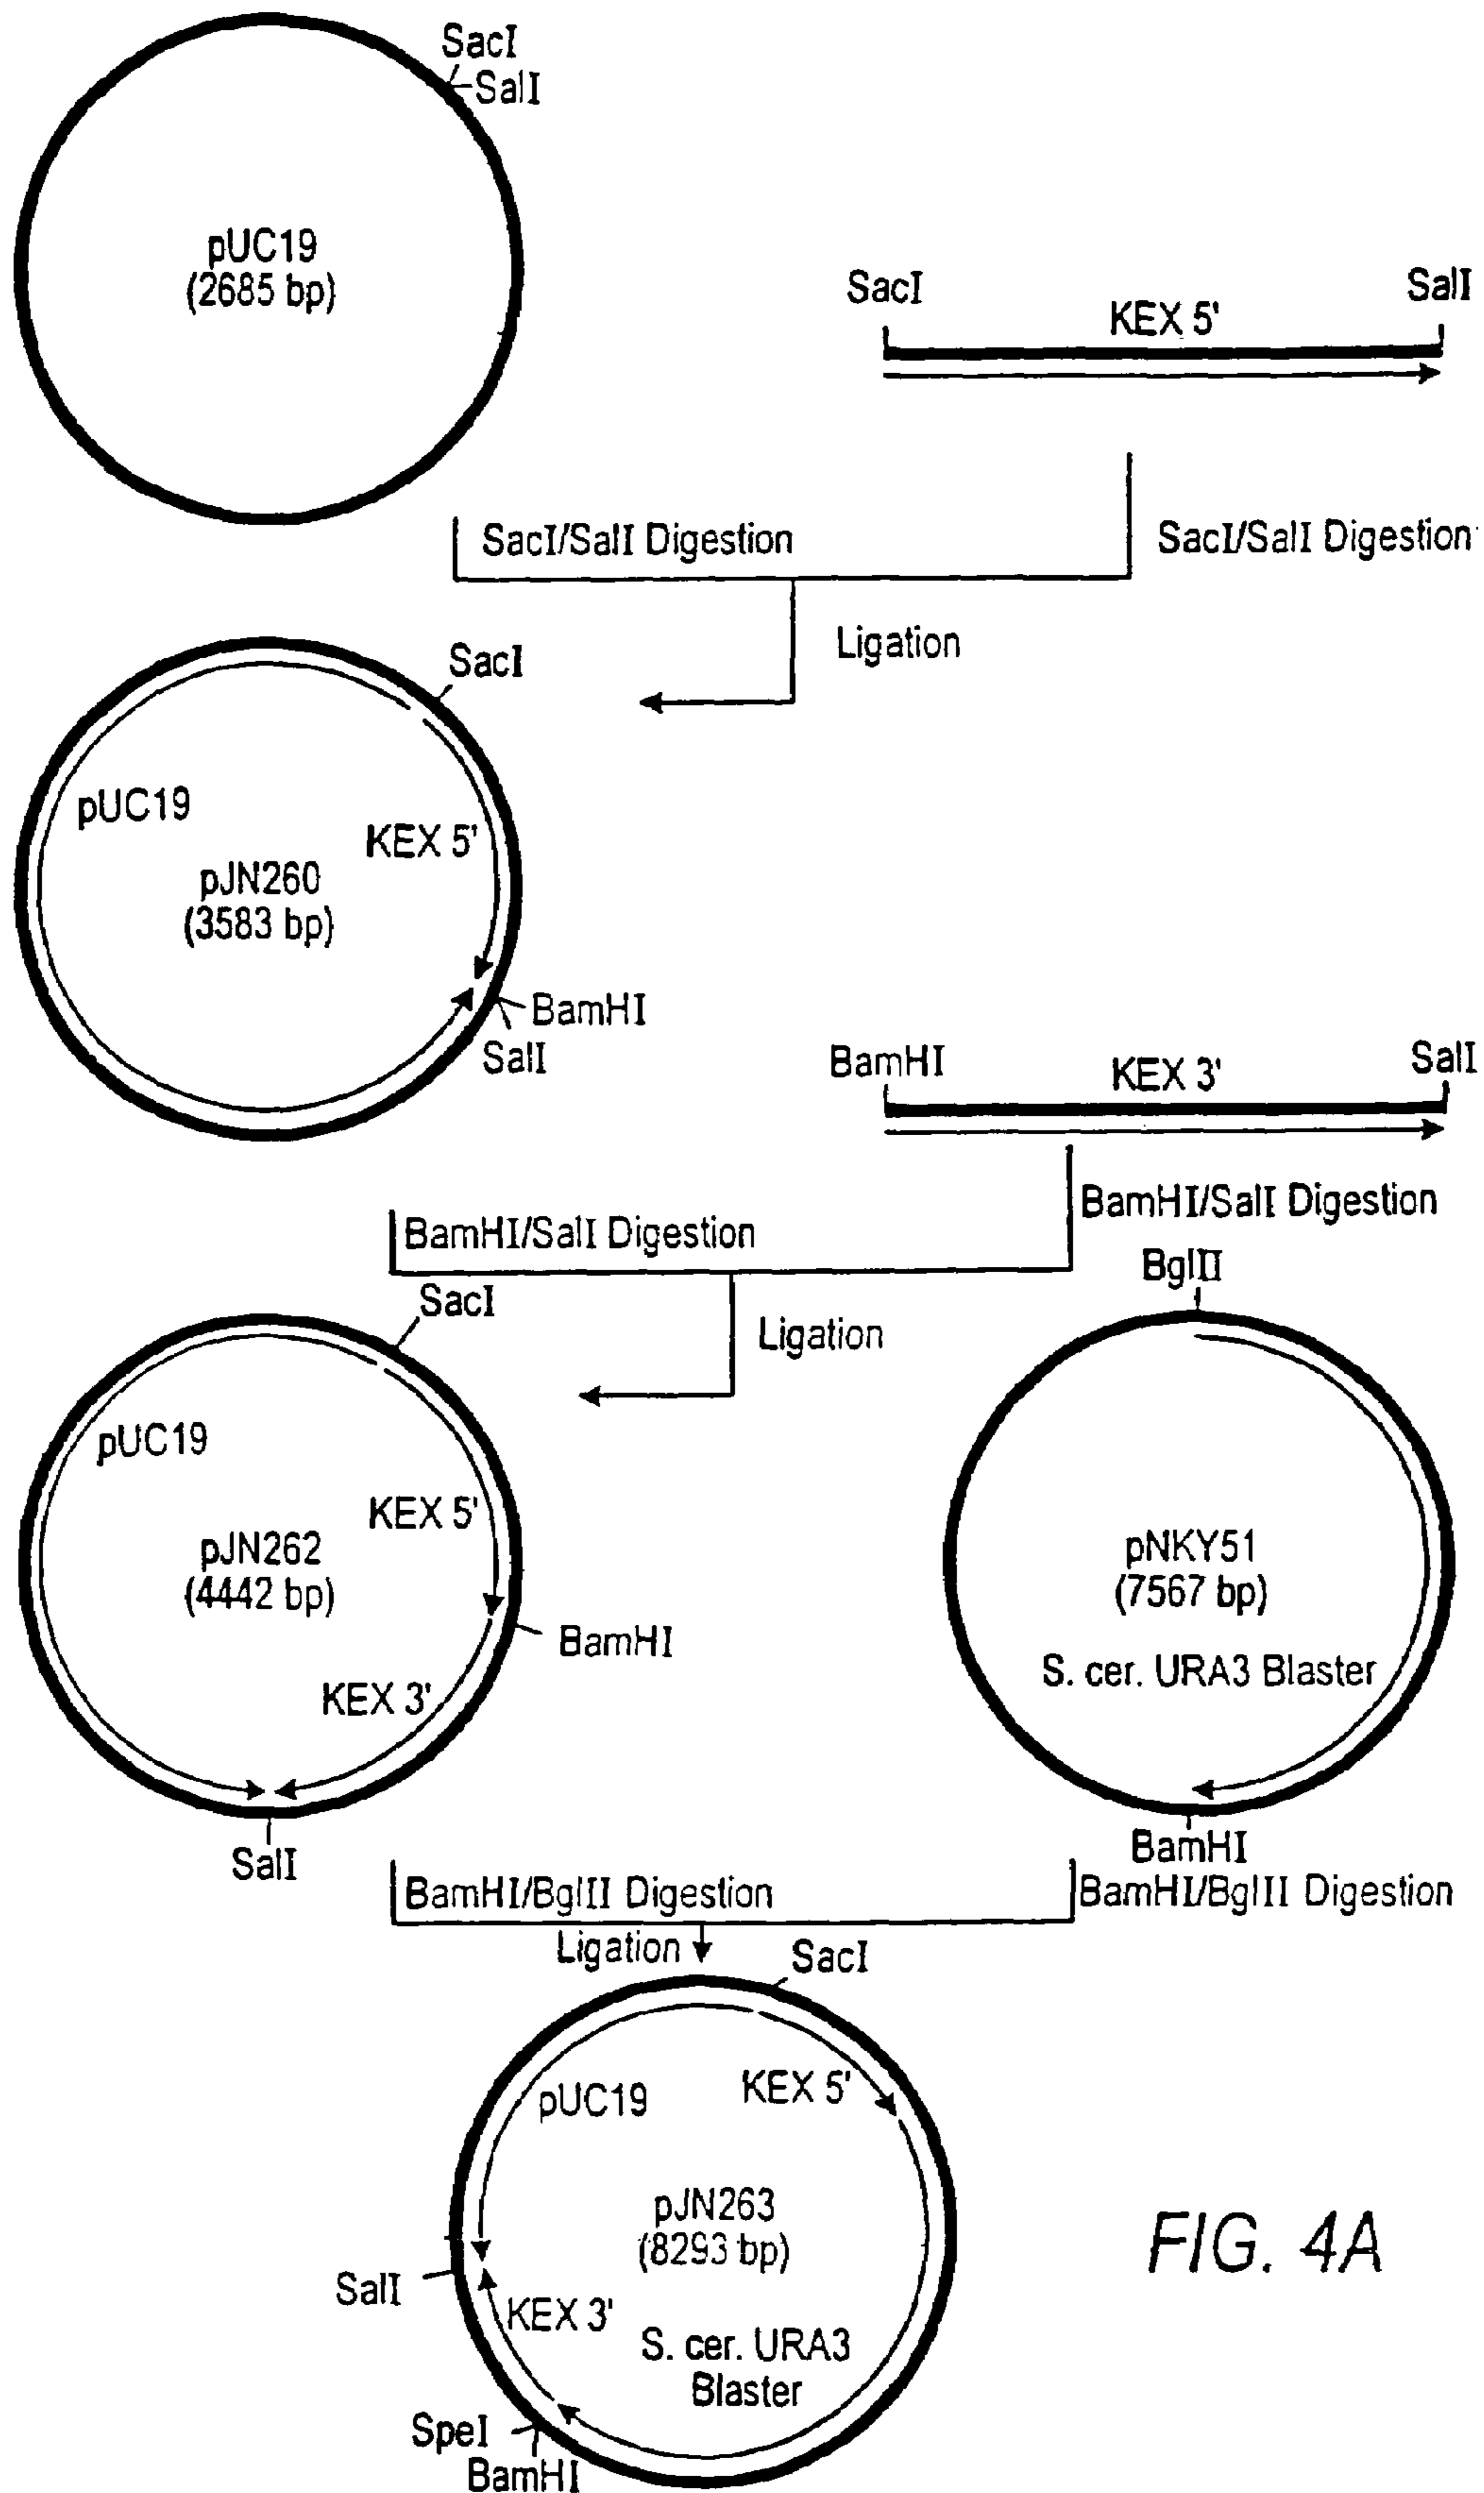 SacI
SalI
pUC19
(2685 bp)
SacI
SalI
KEX 5'
SacI/SalI Digestion
SacI/SalI Digestion
Ligation
SacI
pUC19
KEX 5'
pJN260
(3583 bp)
BamHI
SalI
BamHI
SalI
KEX 3'
BamHI/SalI Digestion
BamHI/SalI Digestion
BglII
SacI
Ligation
pUC19
KEX 5'
pJN262
(4442 bp)
BamHI
KEX 3'
SalI
pNKY51
(7567 bp)
S. cer. URA3 Blaster
BamHI
BamHI/BglII Digestion
BamHI/BglII Digestion
Ligation
SacI
pUC19
KEX 5'
pJN263
(8293 bp)
SalI
KEX 3'
S. cer. URA3
Blaster
SpeI
BamHI
FIG. 4A